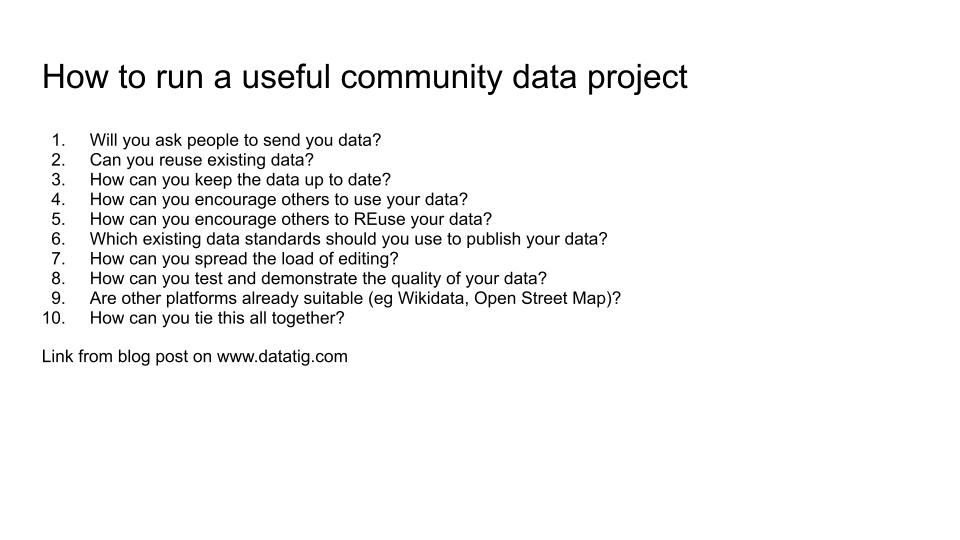 How to run a useful community data project
1. Will you ask people to send you data?
2. Can you reuse existing data?
3. How can you keep the data up to date?
4. How can you encourage others to use your data?
5. How can you encourage others to REuse your data?
6. Which existing data standards should you use to publish your data?
7. How can you spread the load of editing?
8. How can you test and demonstrate the quality of your data?
9. Are other platforms already suitable (eg Wikidata, Open Street Map)?
10. How can you tie this all together?
Link from blog post on www.datatig.com